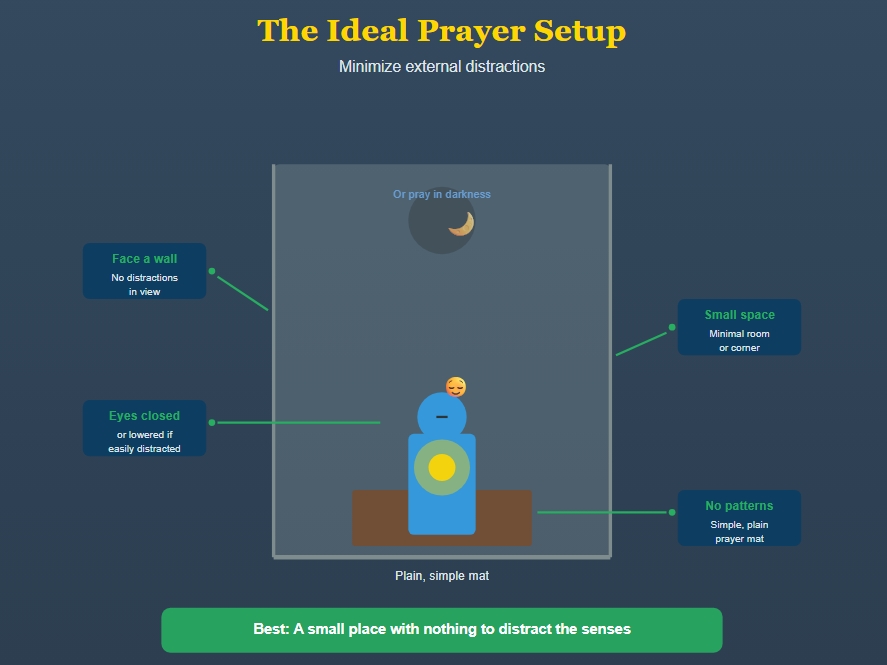 The Ideal Prayer Setup
Minimize external distractions
Or pray in darkness
Face a wall
No distractions
in view
Small space
Minimal room
or corner
Eyes closed
or lowered if
easily distracted
No patterns
Simple, plain
prayer mat
Plain, simple mat
Best: A small place with nothing to distract the senses